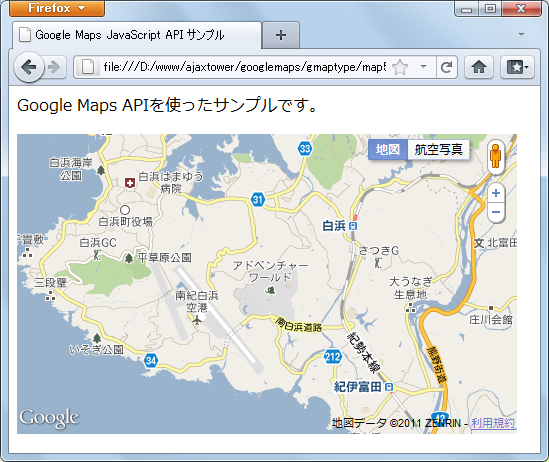 Firefox
Google Maps JavaScript API サンプル
file:///D:/www/ajaxtower/googlemaps/gmaptype/map5
Google Maps APIを使ったサンプルです。
地図 航空写真
白浜海岸
公園
白浜はまゆう
病院
33
31
白浜町役場
白浜
白浜GC
平草原公園
さつきG
文 北富田
千畳敷
三段壁
アドベンチャー
ワールド
大うなぎ
生息地
南紀白浜
空港
庄川会館
南白浜道路
いそぎ公園
34
212
紀勢本線
熊野街道
紀伊富田
42
Google
地図データ ©2011 ZENRIN - 利用規約